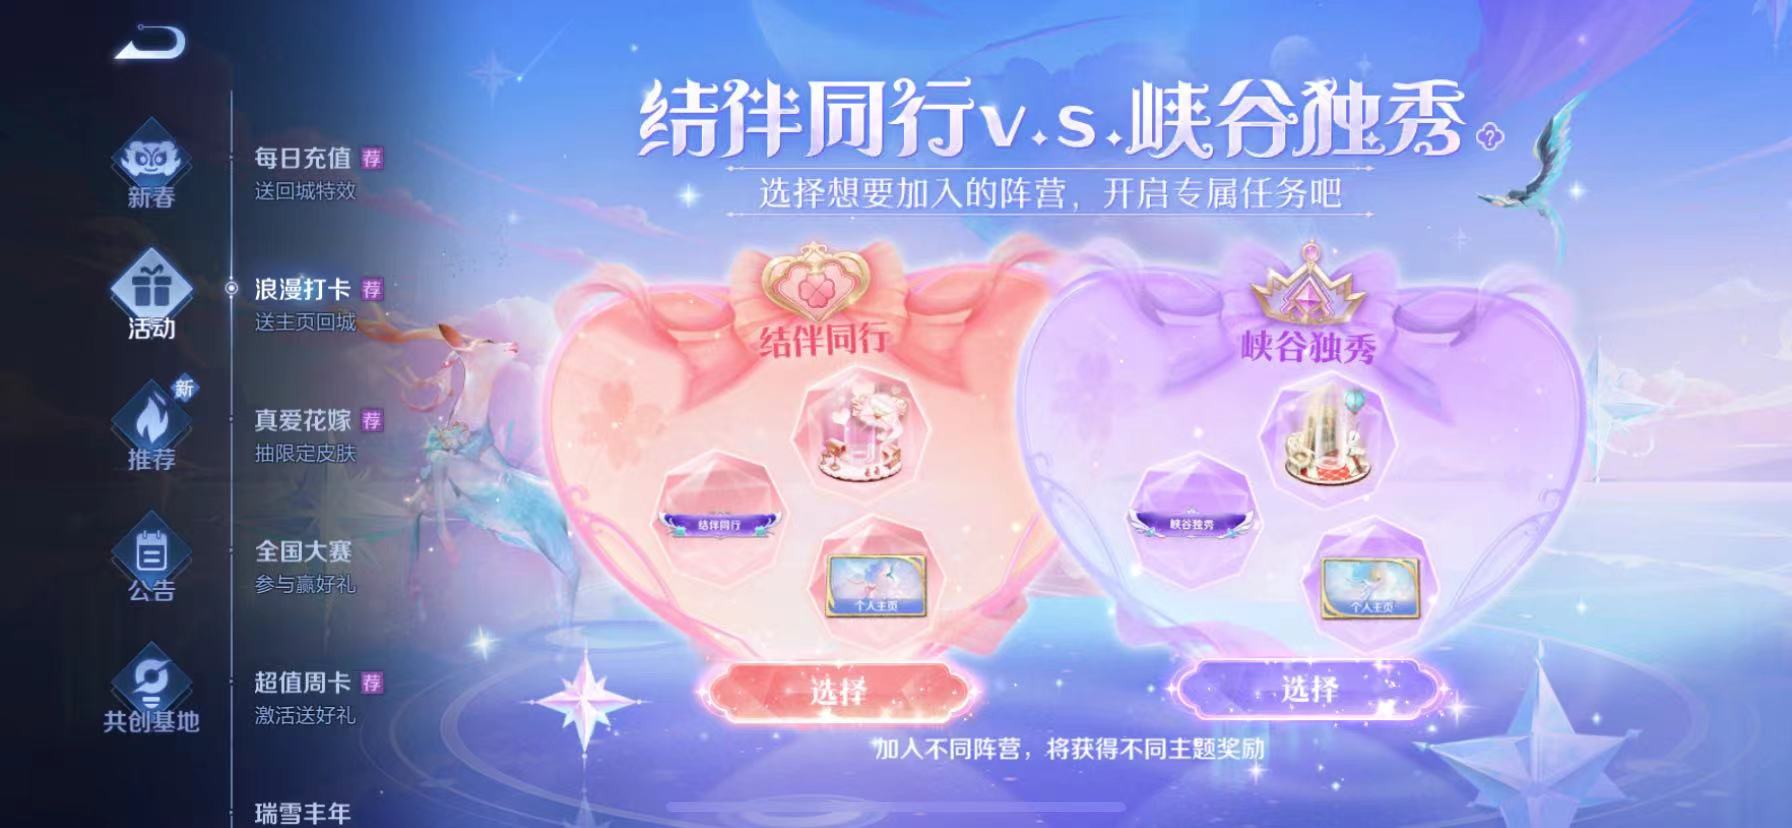 结伴同行v.s.峡谷独秀
?
选择想要加入的阵营，开启专属任务吧
新春
活动
新
推荐
公告
共创基地
每日充值 荐
送回城特效
浪漫打卡 荐
送主页回城
真爱花嫁 荐
抽限定皮肤
全国大赛
参与赢好礼
超值周卡 荐
激活送好礼
瑞雪丰年
结伴同行
结伴同行
个人主页
选择
峡谷独秀
峡谷独秀
个人主页
选择
加入不同阵营，将获得不同主题奖励